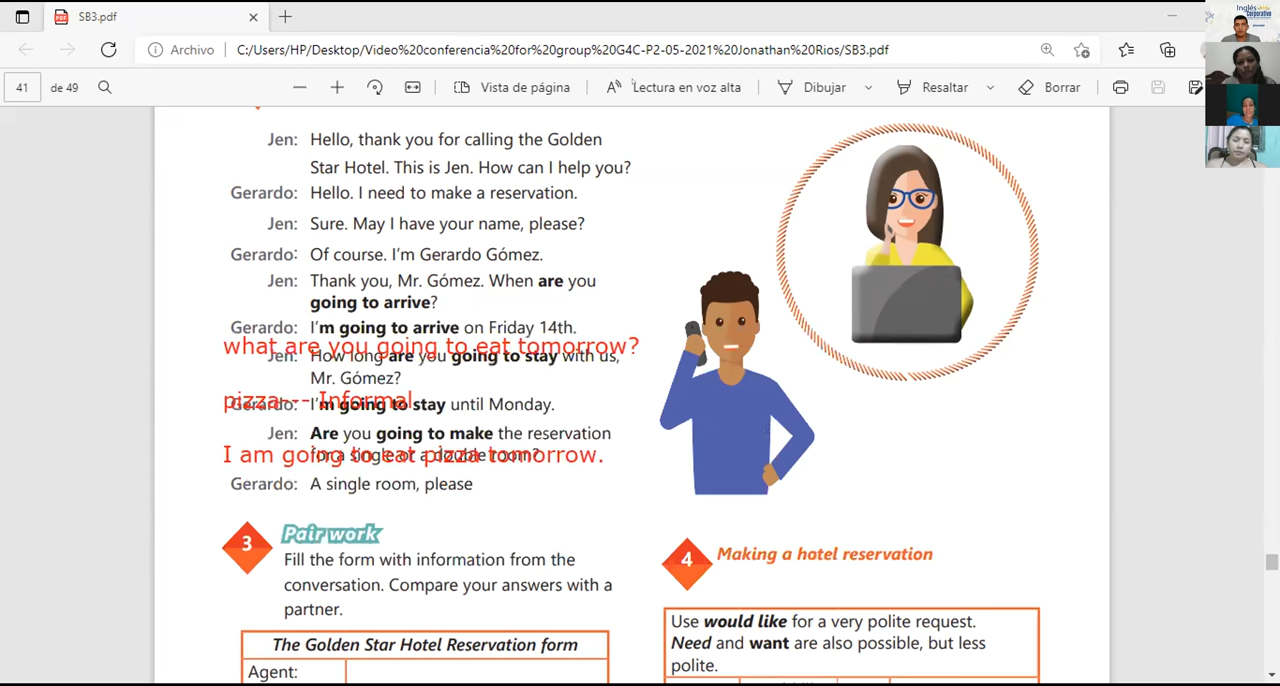 SB3.pdf
Archivo
C:/Users/HP/Desktop/Video%20conferencia%20for%20group%20G4C-P2-05-2021%20Jonathan%20Rios/SB3.pdf
41 de 49
Vista de página
Lectura en voz alta
Dibujar
Resaltar
Borrar
Inglés
Corporativo
Jen: Hello, thank you for calling the Golden
Star Hotel. This is Jen. How can I help you?
Gerardo: Hello. I need to make a reservation.
Jen: Sure. May I have your name, please?
Gerardo: Of course. I'm Gerardo Gómez.
Jen: Thank you, Mr. Gómez. When are you
going to arrive?
Gerardo: I'm going to arrive on Friday 14th.
what are you going to eat tomorrow?
Jen: How long are you going to stay with us,
Mr. Gómez?
pizza--- Informal
Gerardo: I'm going to stay until Monday.
Jen: Are you going to make the reservation
for a single or a double room?
I am going to eat pizza tomorrow.
Gerardo: A single room, please
3 Pair work
Fill the form with information from the
conversation. Compare your answers with a
partner.
The Golden Star Hotel Reservation form
Agent:
4 Making a hotel reservation
Use would like for a very polite request.
Need and want are also possible, but less
polite.